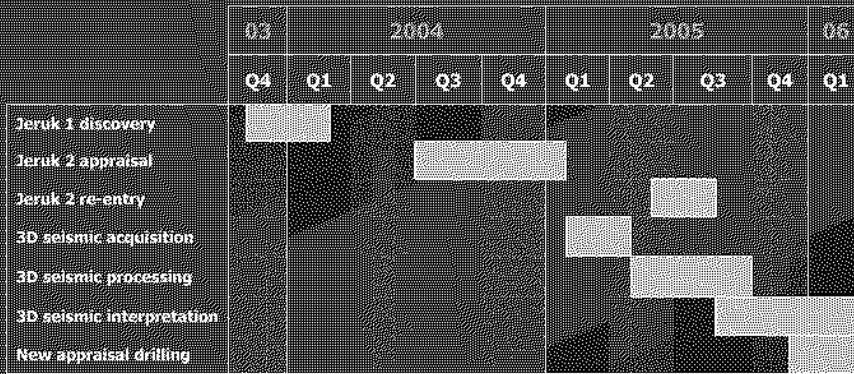 03 2004 2005 06
Q4 Q1 Q2 Q3 Q4 Q1 Q2 Q3 Q4 Q1
Jeruk 1 discovery
Jeruk 2 appraisal
Jeruk 2 re-entry
3D seismic acquisition
3D seismic processing
3D seismic interpretation
New appraisal drilling